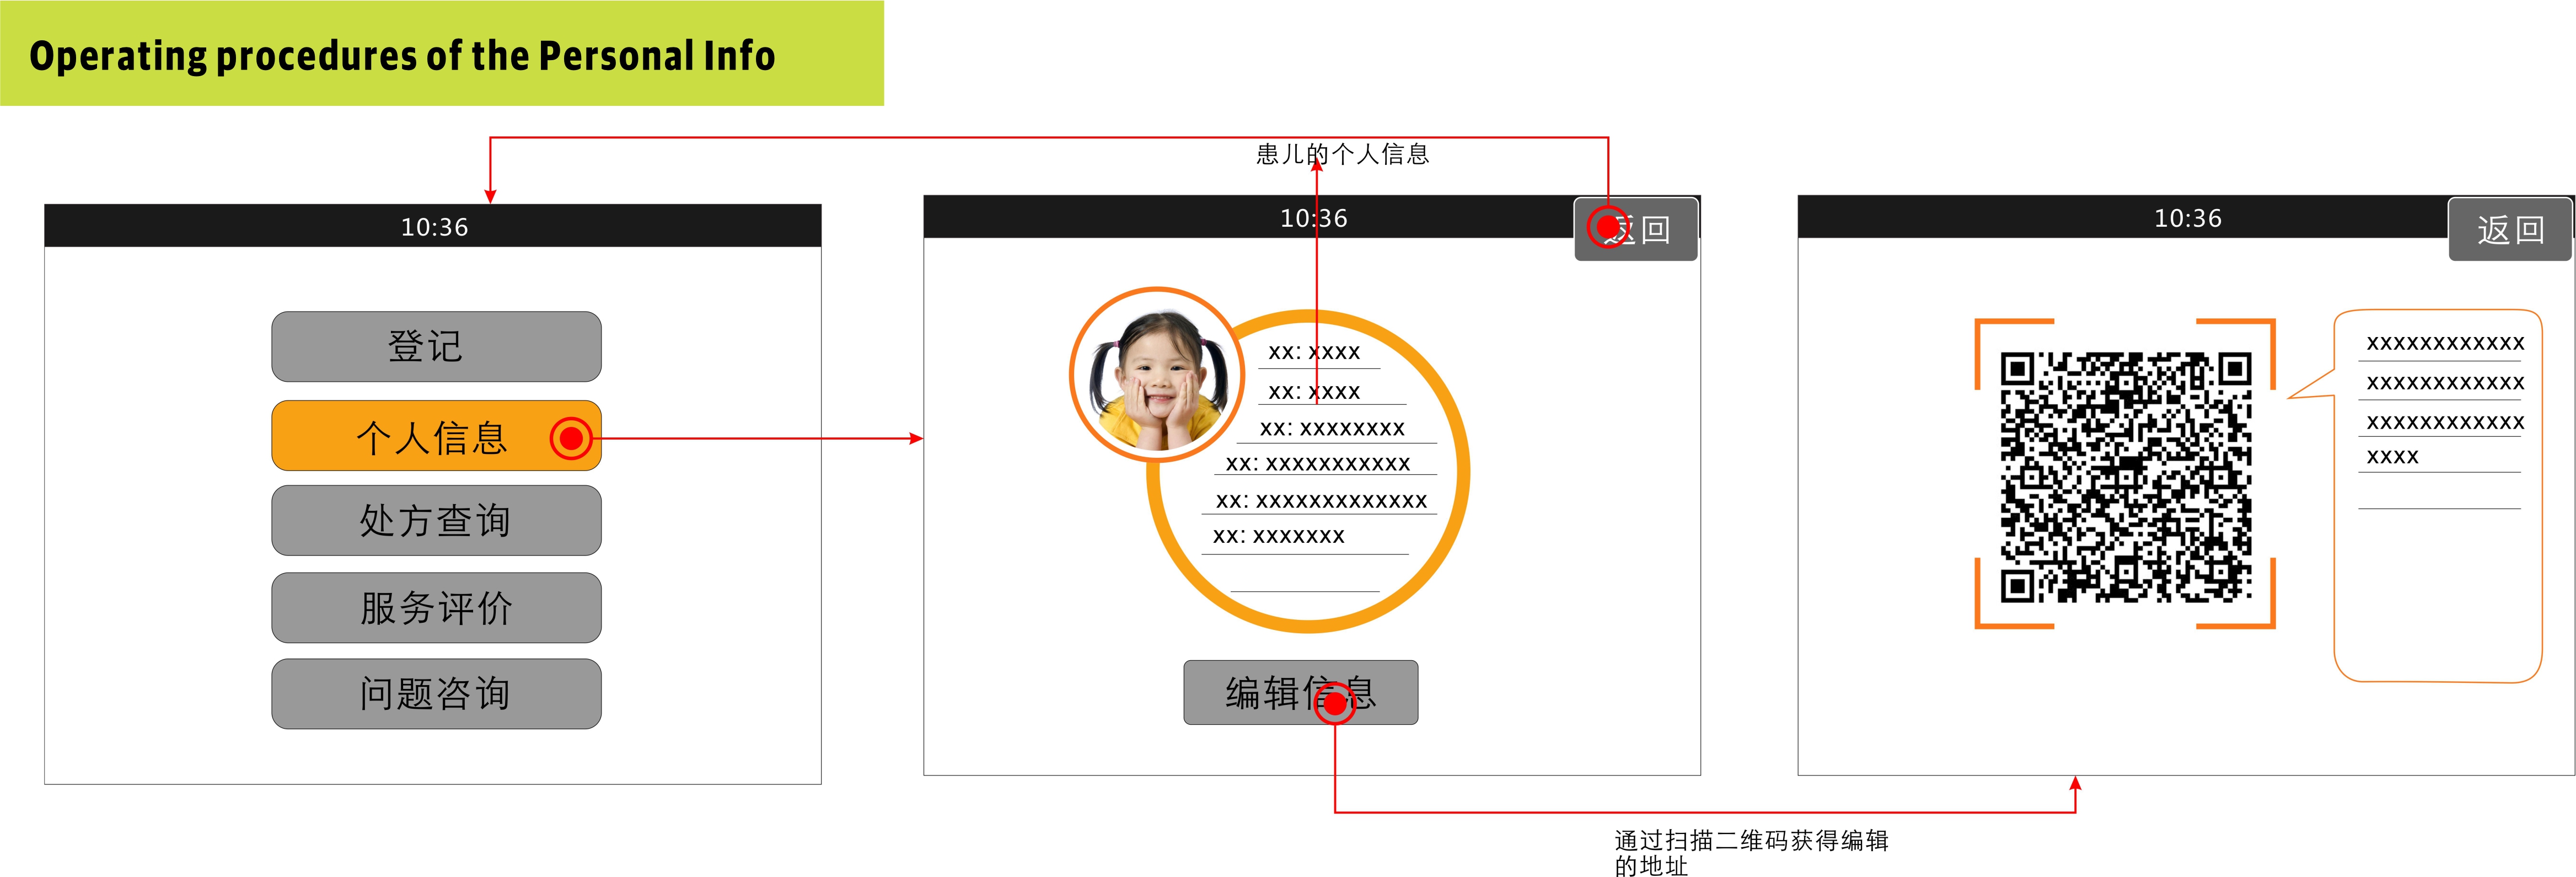 Operating procedures of the Personal Info
患儿的个人信息
10:36
登记
个人信息
处方查询
服务评价
问题咨询
10:36
返回
xx: xxxx
xx: xxxx
xx: xxxxxxxx
xx: xxxxxxxxxxx
xx: xxxxxxxxxxxxx
xx: xxxxxxx
编辑信息
10:36
返回
xxxxxxxxxxxx
xxxxxxxxxxxx
xxxxxxxxxxxx
xxxx
通过扫描二维码获得编辑
的地址